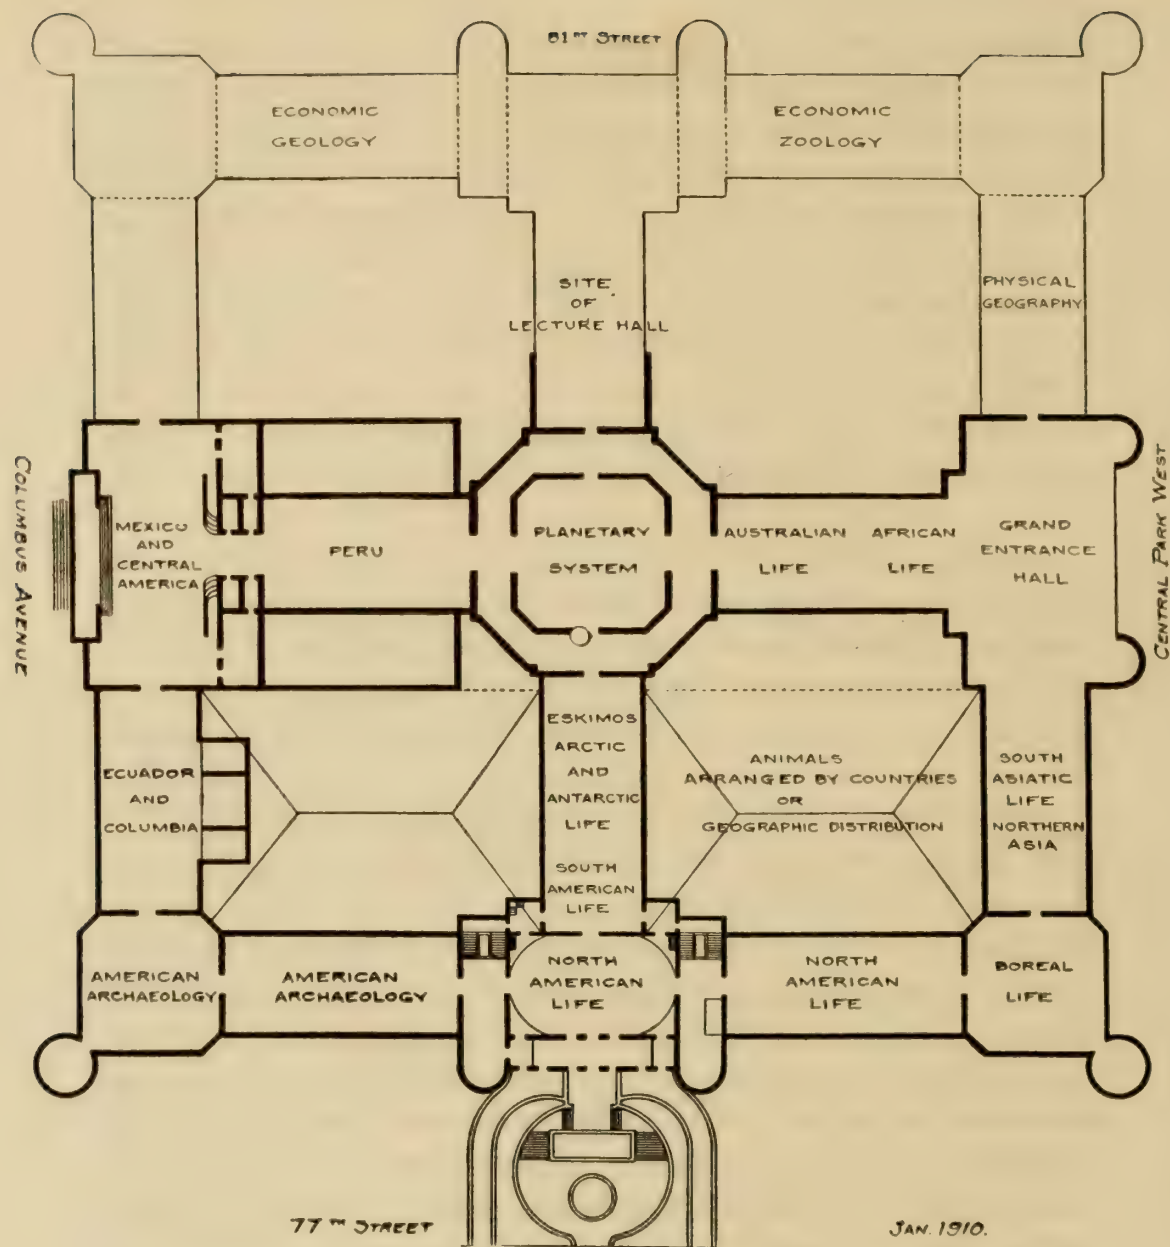 81ST STREET
ECONOMIC
GEOLOGY
ECONOMIC
ZOOLOGY
SITE
OF
LECTURE HALL
PHYSICAL
GEOGRAPHY
COLUMBUS AVENUE
MEXICO
AND
CENTRAL
AMERICA
PERU
PLANETARY
SYSTEM
AUSTRALIAN
LIFE
AFRICAN
LIFE
GRAND
ENTRANCE
HALL
CENTRAL PARK WEST
ECUADOR
AND
COLUMBIA
ESKIMOS
ARCTIC
AND
ANTARCTIC
LIFE
SOUTH
AMERICAN
LIFE
ANIMALS
ARRANGED BY COUNTRIES
OR
GEOGRAPHIC DISTRIBUTION
SOUTH
ASIATIC
LIFE
NORTHERN
ASIA
AMERICAN
ARCHAEOLOGY
AMERICAN
ARCHAEOLOGY
NORTH
AMERICAN
LIFE
NORTH
AMERICAN
LIFE
BOREAL
LIFE
77TH STREET
JAN. 1910.